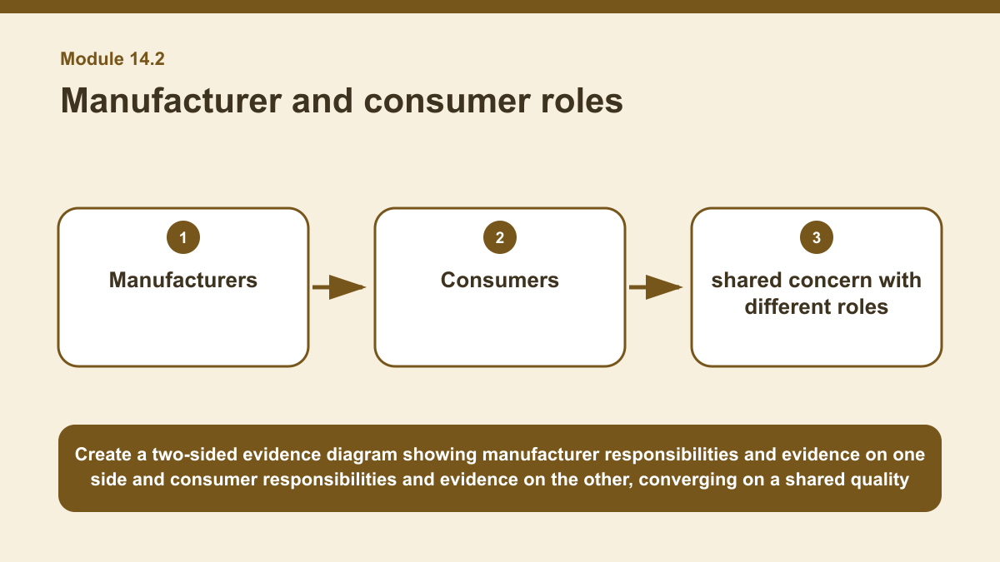 Module 14.2
Manufacturer and consumer roles
1
Manufacturers
2
Consumers
3
shared concern with
different roles
Create a two-sided evidence diagram showing manufacturer responsibilities and evidence on one
side and consumer responsibilities and evidence on the other, converging on a shared quality